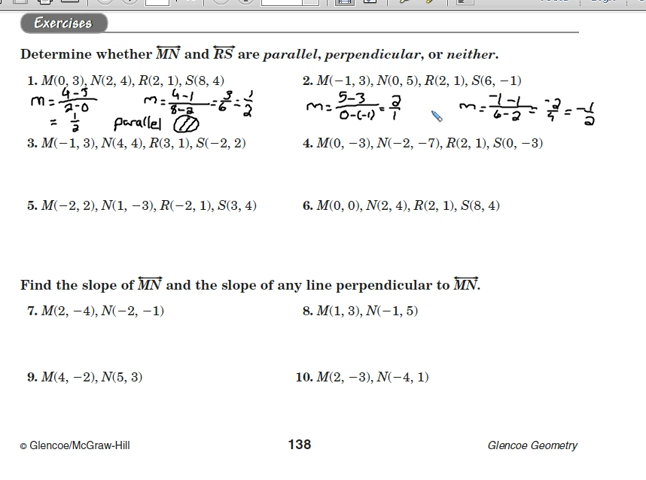 Exercises
Determine whether MN and RS are parallel, perpendicular, or neither.
1. M(0, 3), N(2, 4), R(2, 1), S(8, 4)
m = 4-3/2-0 m = 4-1/8-2 = 3/6 = 1/2
= 1/2 parallel
2. M(−1, 3), N(0, 5), R(2, 1), S(6, −1)
m = 5-3/0-(-1) = 2/1 m = -1-1/6-2 = -2/4 = -1/2
3. M(−1, 3), N(4, 4), R(3, 1), S(−2, 2)
4. M(0, −3), N(−2, −7), R(2, 1), S(0, −3)
5. M(−2, 2), N(1, −3), R(−2, 1), S(3, 4)
6. M(0, 0), N(2, 4), R(2, 1), S(8, 4)
Find the slope of MN and the slope of any line perpendicular to MN.
7. M(2, −4), N(−2, −1)
8. M(1, 3), N(−1, 5)
9. M(4, −2), N(5, 3)
10. M(2, −3), N(−4, 1)
© Glencoe/McGraw-Hill
138
Glencoe Geometry